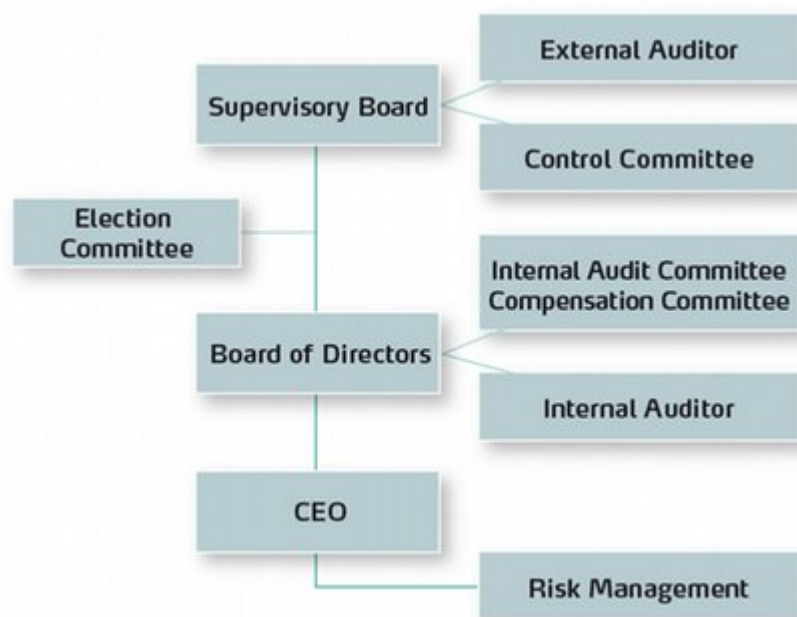 External Auditor
Supervisory Board
Control Committee
Election
Committee
Internal Audit Committee
Compensation Committee
Board of Directors
Internal Auditor
CEO
Risk Management